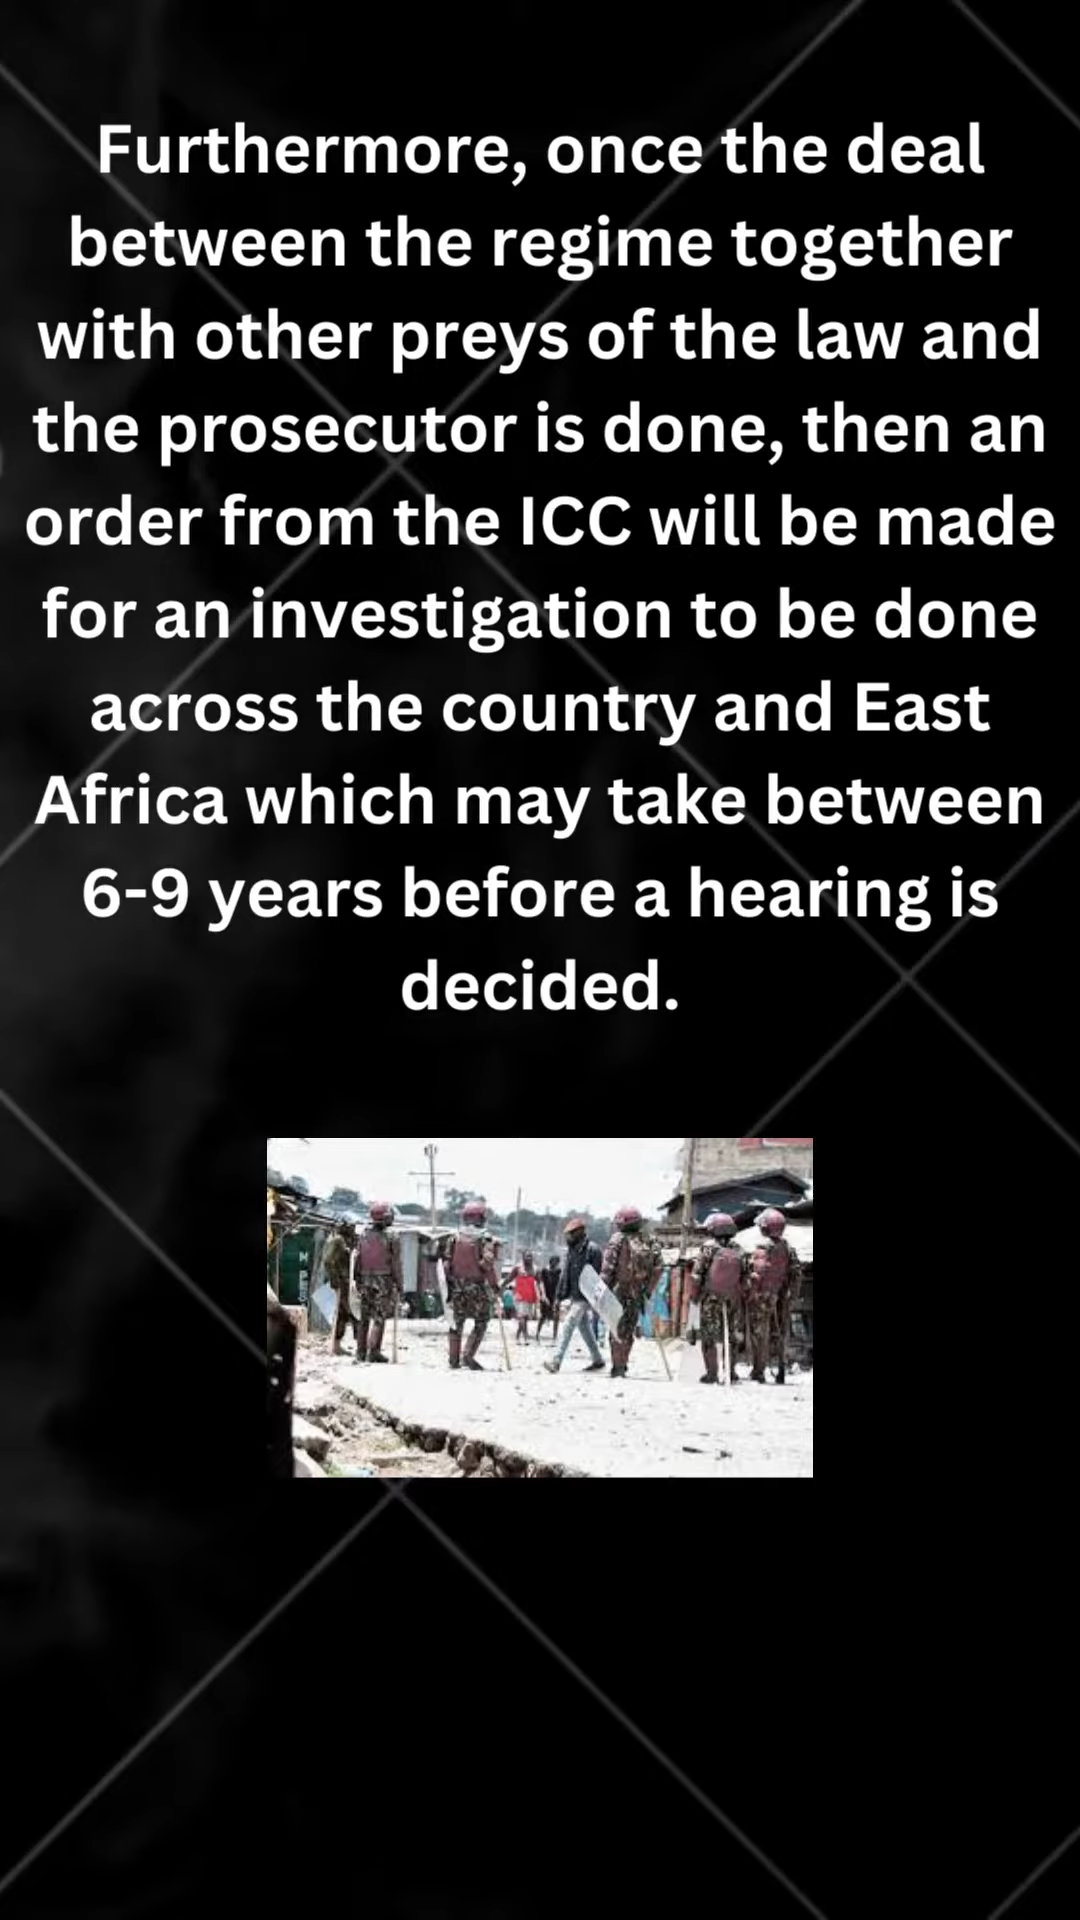 Furthermore, once the deal
between the regime together
with other preys of the law and
the prosecutor is done, then an
order from the ICC will be made
for an investigation to be done
across the country and East
Africa which may take between
6-9 years before a hearing is
decided.